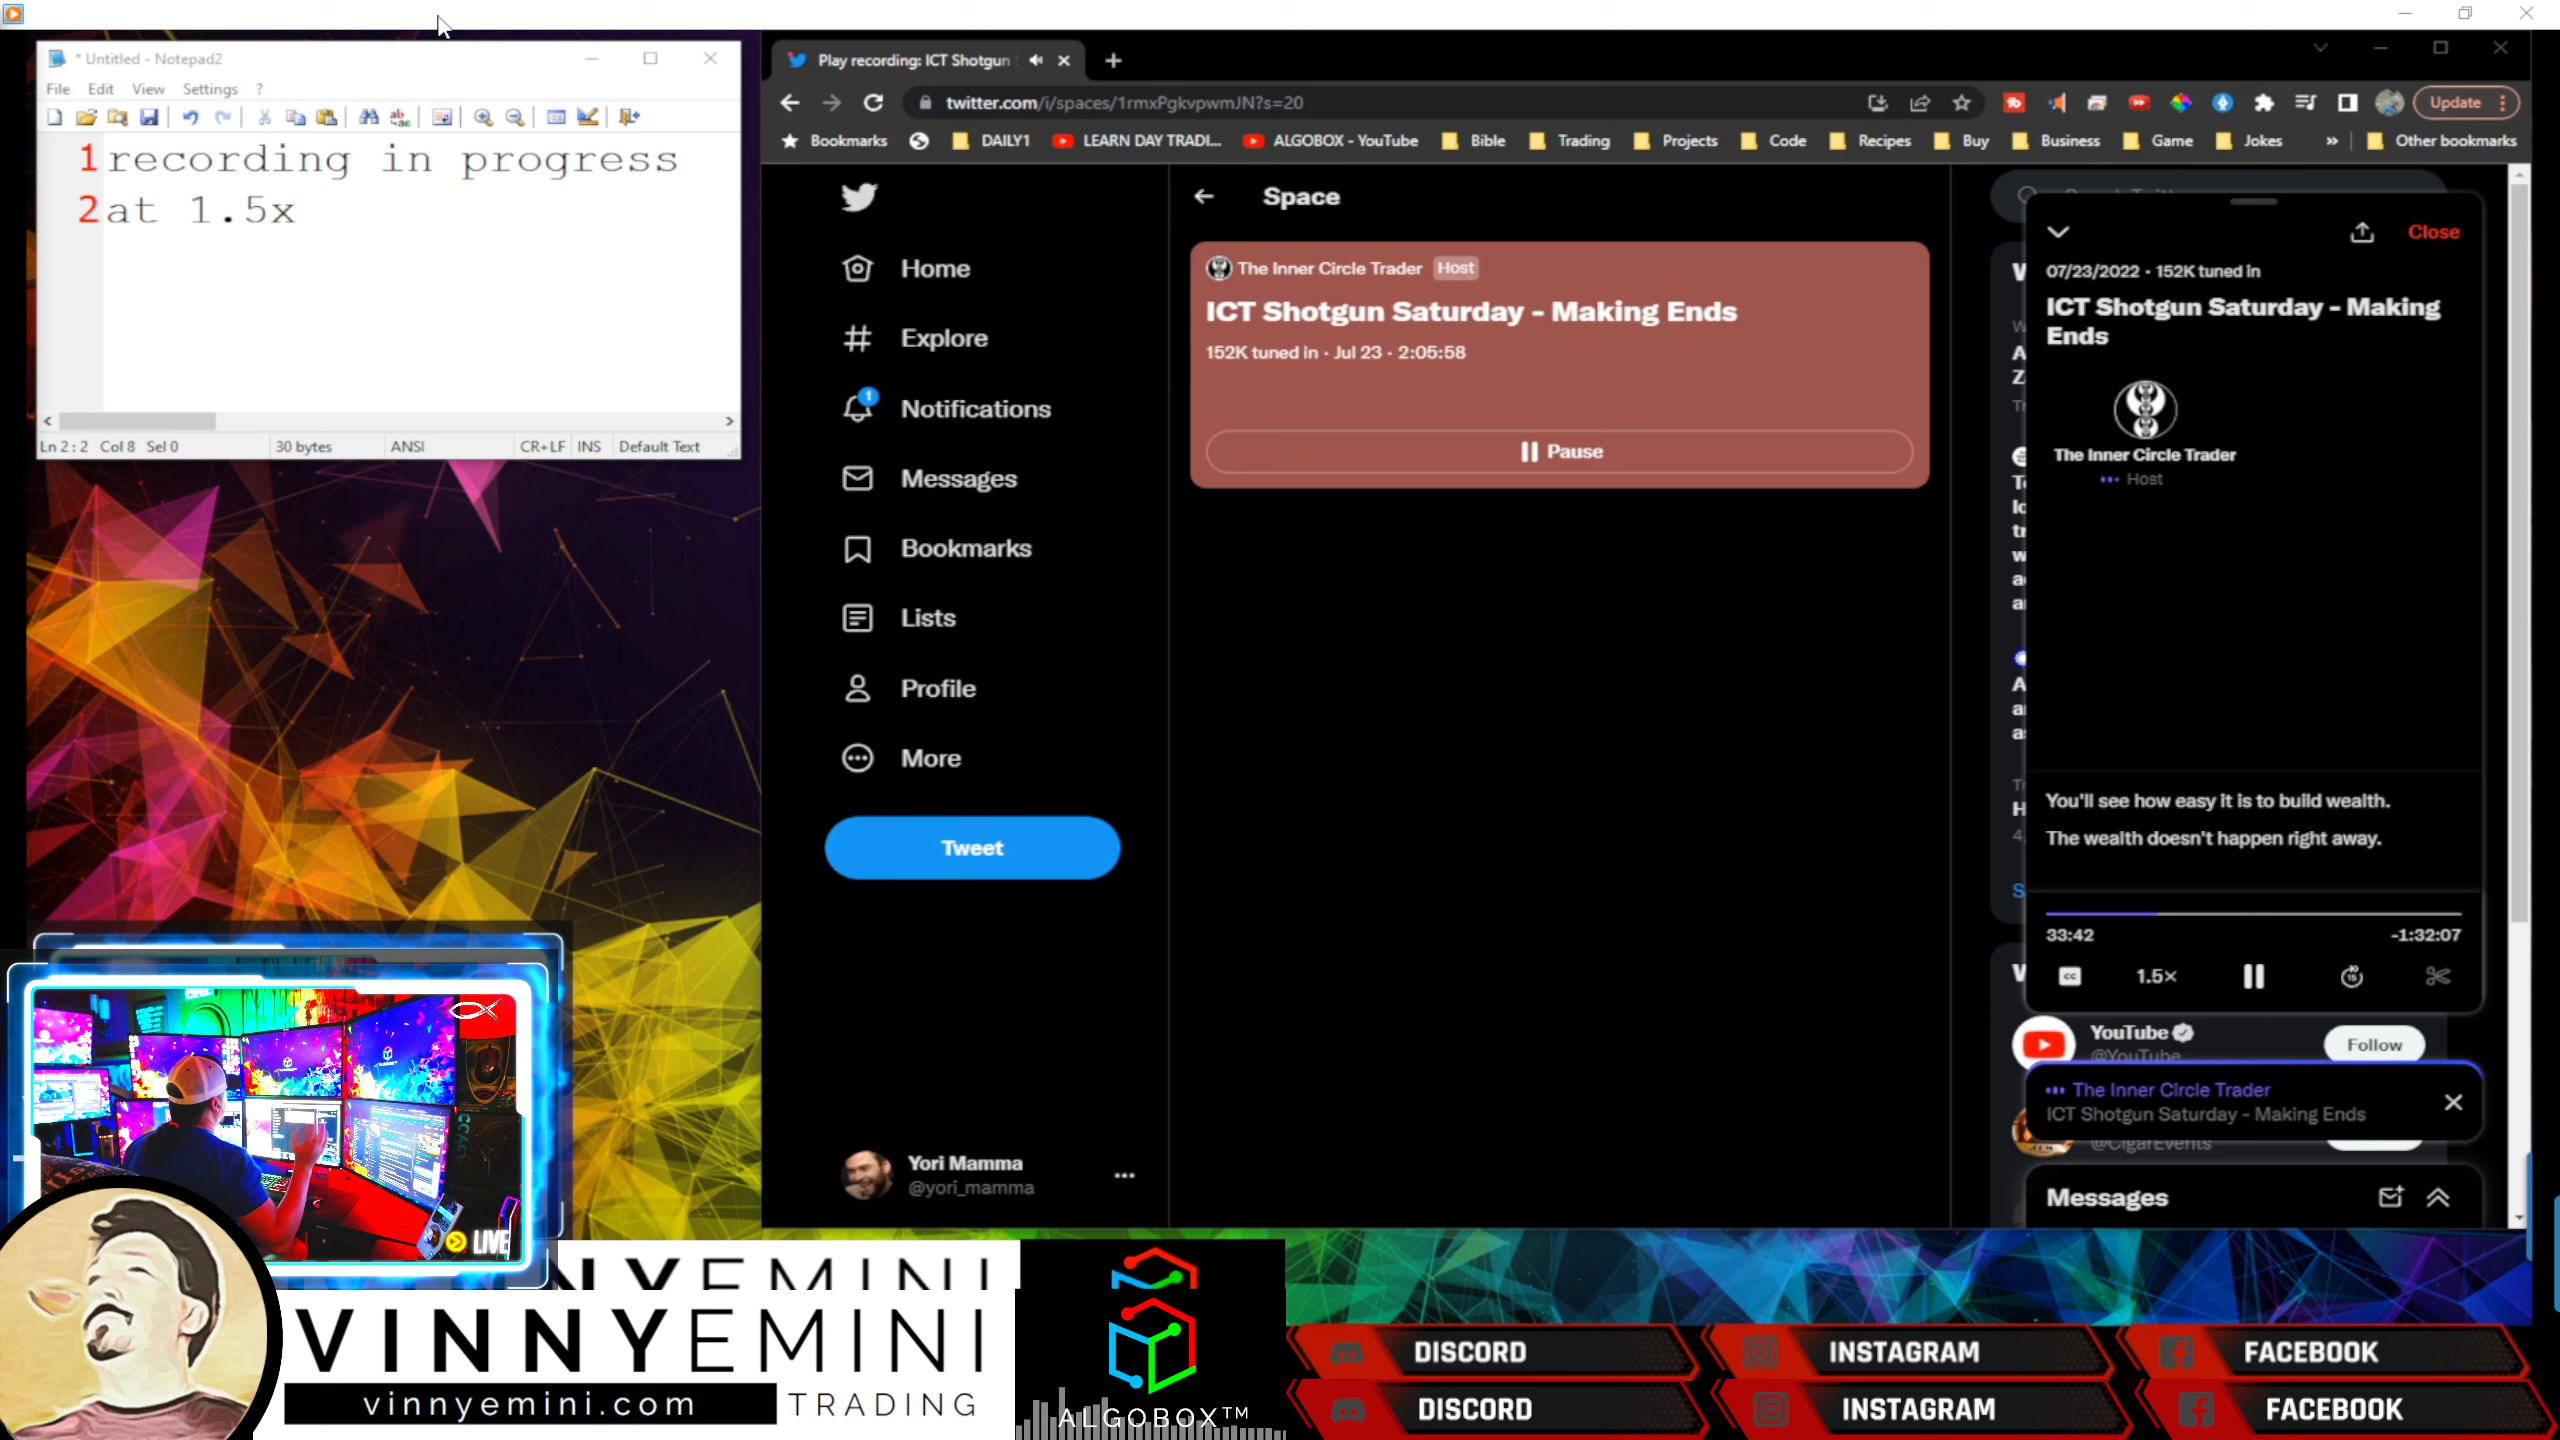 * Untitled - Notepad2
File Edit View Settings ?
1 recording in progress
2 at 1.5x
Ln 2 : 2 Col 8 Sel 0 30 bytes ANSI CR+LF INS Default Text
Play recording: ICT Shotgun
twitter.com/i/spaces/1rmxPgkvpwmJN?s=20
Update
Bookmarks DAILY1 LEARN DAY TRADI... ALGOBOX - YouTube Bible Trading Projects Code Recipes Buy Business Game Jokes » Other bookmarks
Home
Explore
1
Notifications
Messages
Bookmarks
Lists
Profile
More
Tweet
Yori Mamma
@yori_mamma
Space
The Inner Circle Trader Host
ICT Shotgun Saturday - Making Ends
152K tuned in · Jul 23 · 2:05:58
Pause
Close
07/23/2022 · 152K tuned in
ICT Shotgun Saturday - Making
Ends
The Inner Circle Trader
Host
You'll see how easy it is to build wealth.
The wealth doesn't happen right away.
33:42 -1:32:07
CC 1.5× 15
YouTube
@YouTube
Follow
The Inner Circle Trader
ICT Shotgun Saturday - Making Ends
@CigarEvents
Messages
LIVE
VINNYEMINI
vinnyemini.com TRADING
ALGOBOX™
DISCORD INSTAGRAM FACEBOOK
DISCORD INSTAGRAM FACEBOOK